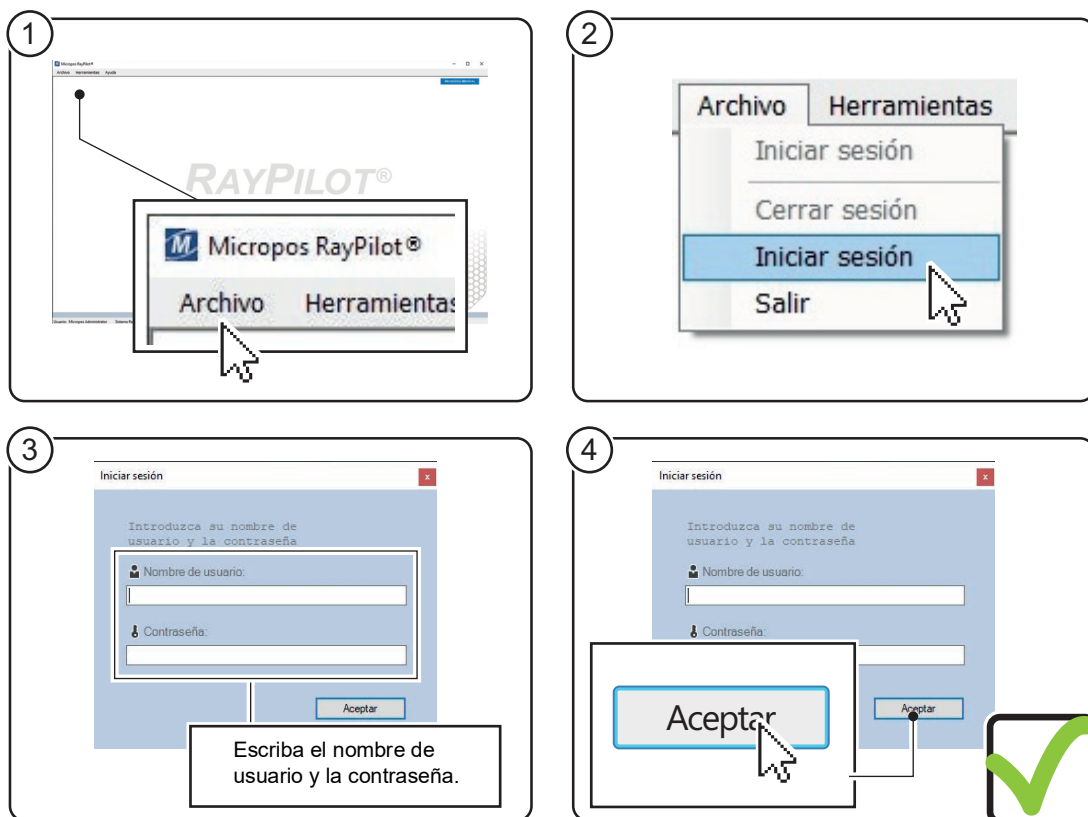 1
Micropos RayPilot®
Archivo Herramientas Ayuda
RAYPILOT®
Micropos RayPilot®
Archivo Herramientas
2
Archivo Herramientas
Iniciar sesión
Cerrar sesión
Iniciar sesión
Salir
3
Iniciar sesión
x
Introduzca su nombre de
usuario y la contraseña
Nombre de usuario:
Contraseña:
Aceptar
Escriba el nombre de
usuario y la contraseña.
4
Iniciar sesión
x
Introduzca su nombre de
usuario y la contraseña
Nombre de usuario:
Contraseña:
Aceptar
Aceptar